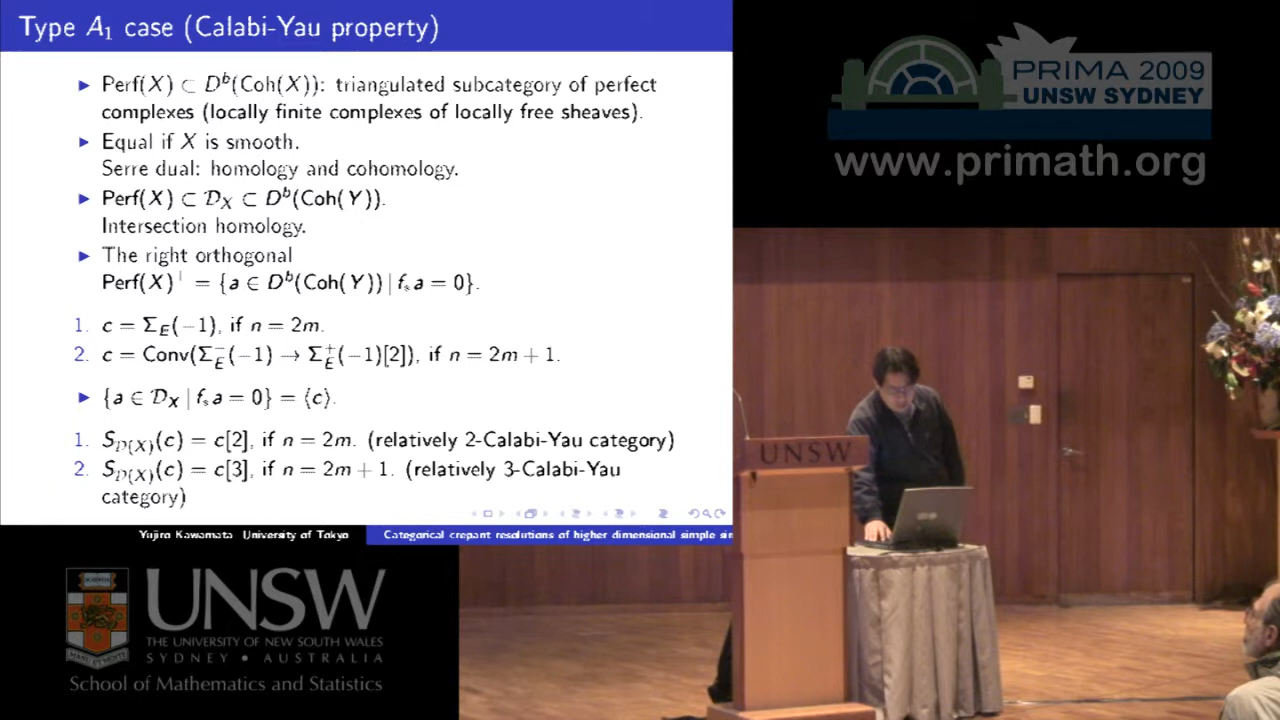 Type A₁ case (Calabi-Yau property)
▶ Perf(X) ⊂ Dᵇ(Coh(X)): triangulated subcategory of perfect
complexes (locally finite complexes of locally free sheaves).
▶ Equal if X is smooth.
Serre dual: homology and cohomology.
▶ Perf(X) ⊂ 𝒟_X ⊂ Dᵇ(Coh(Y)).
Intersection homology.
▶ The right orthogonal
Perf(X)^⊥ = {a ∈ Dᵇ(Coh(Y)) | f_*a = 0}.
1. c = Σ_E(−1), if n = 2m.
2. c = Conv(Σ_E^−(−1) → Σ_E^+(−1)[2]), if n = 2m + 1.
▶ {a ∈ 𝒟_X | f_*a = 0} = ⟨c⟩.
1. S_{𝒟(X)}(c) = c[2], if n = 2m. (relatively 2-Calabi-Yau category)
2. S_{𝒟(X)}(c) = c[3], if n = 2m + 1. (relatively 3-Calabi-Yau
category)
Yujiro Kawamata University of Tokyo
Categorical crepant resolutions of higher dimensional simple sin
PRIMA 2009
UNSW SYDNEY
www.primath.org
UNSW
UNSW
THE UNIVERSITY OF NEW SOUTH WALES
SYDNEY • AUSTRALIA
School of Mathematics and Statistics